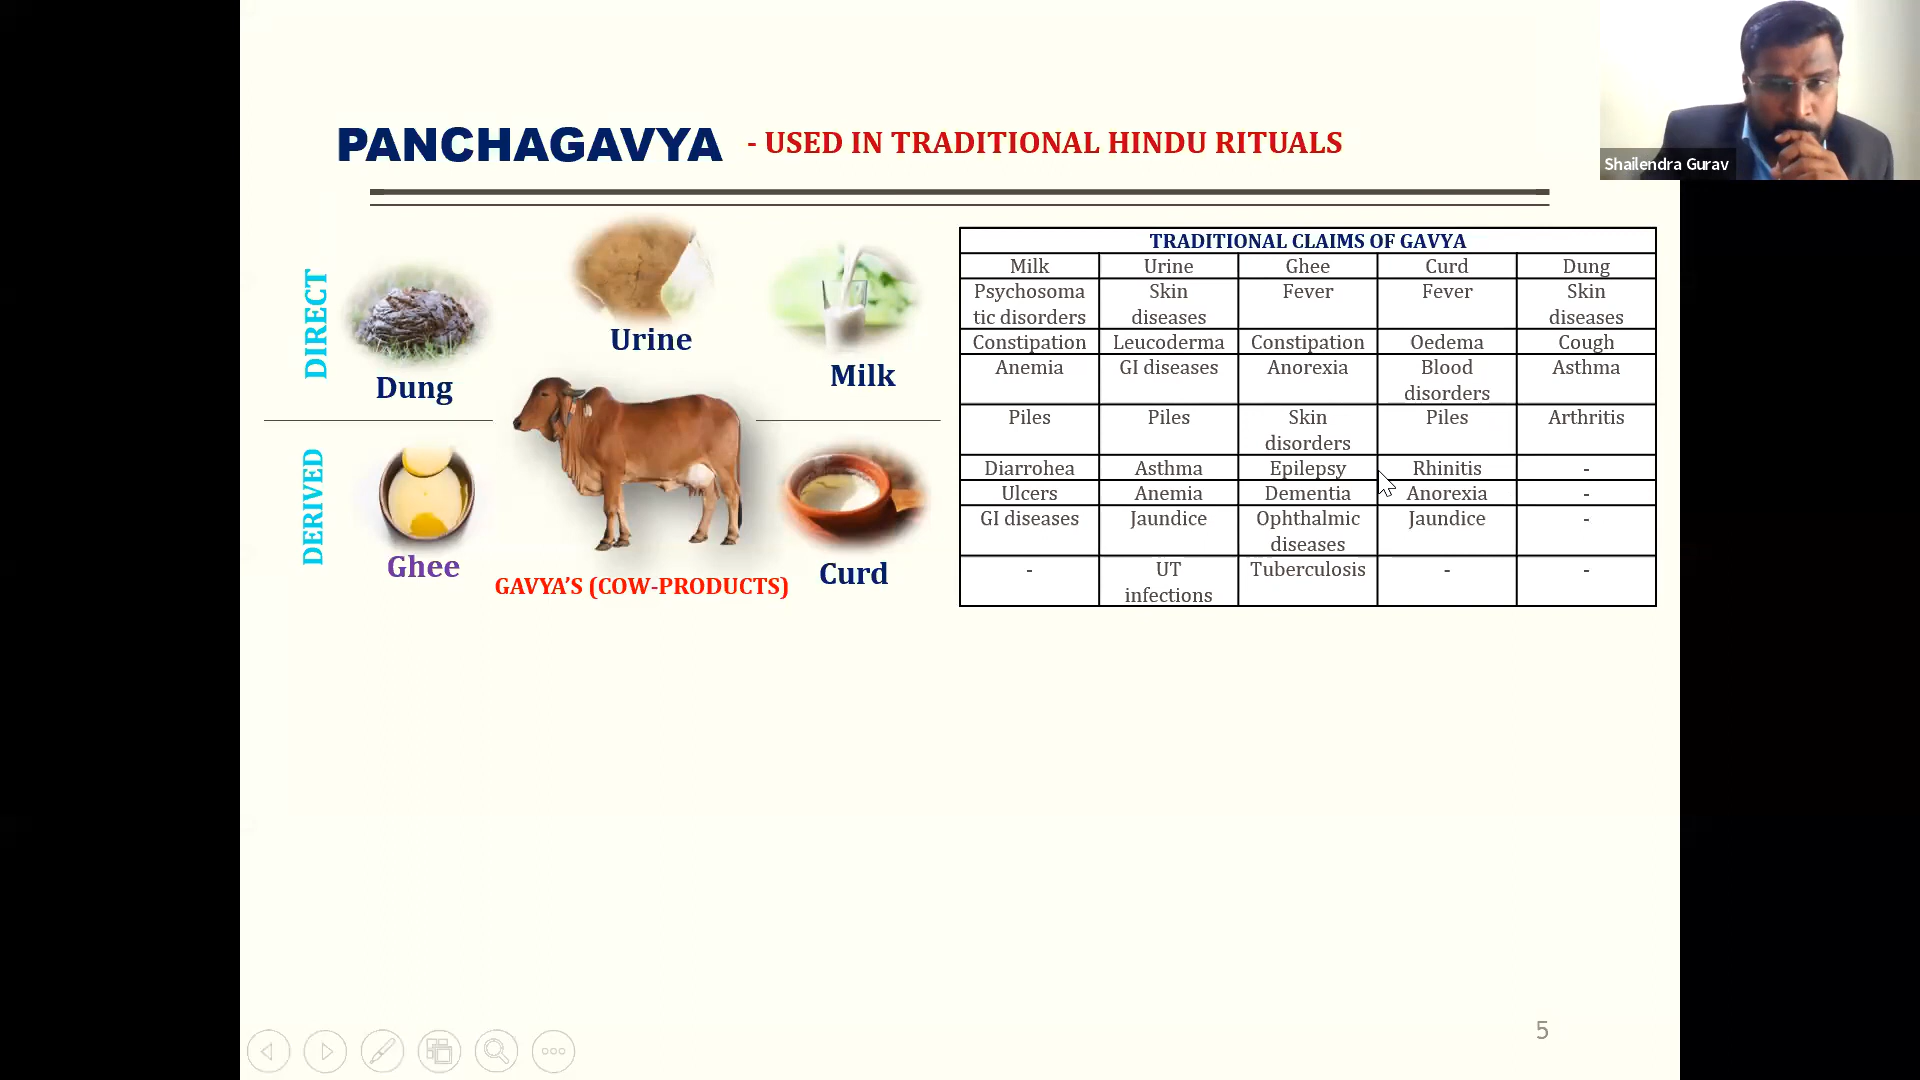 PANCHAGAVYA - USED IN TRADITIONAL HINDU RITUALS
Shailendra Gurav
DIRECT
Dung
Urine
Milk
DERIVED
Ghee
GAVYA'S (COW-PRODUCTS)
Curd
TRADITIONAL CLAIMS OF GAVYA
Milk Urine Ghee Curd Dung
Psychosoma Skin Fever Fever Skin
tic disorders diseases diseases
Constipation Leucoderma Constipation Oedema Cough
Anemia GI diseases Anorexia Blood Asthma
disorders
Piles Piles Skin Piles Arthritis
disorders
Diarrohea Asthma Epilepsy Rhinitis -
Ulcers Anemia Dementia Anorexia -
GI diseases Jaundice Ophthalmic Jaundice -
diseases
- UT Tuberculosis - -
infections
5